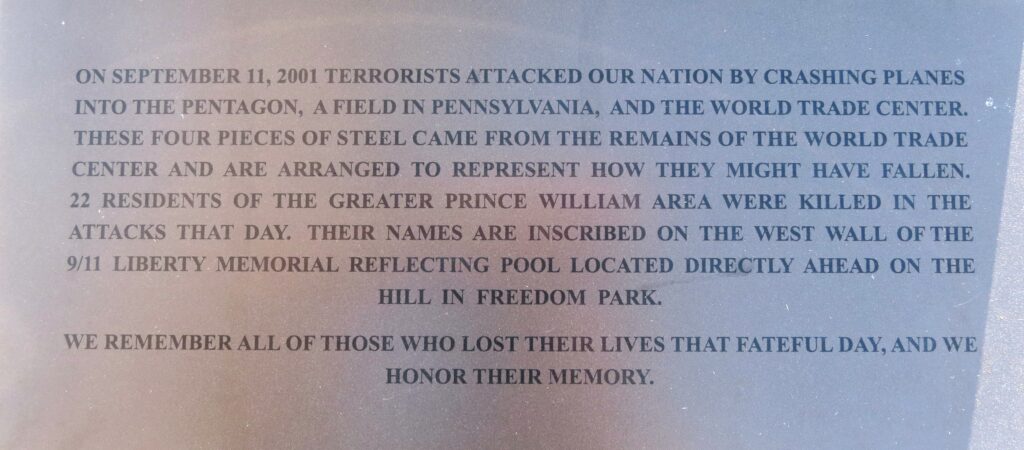 ON SEPTEMBER 11, 2001 TERRORISTS ATTACKED OUR NATION BY CRASHING PLANES
INTO THE PENTAGON, A FIELD IN PENNSYLVANIA, AND THE WORLD TRADE CENTER.
THESE FOUR PIECES OF STEEL CAME FROM THE REMAINS OF THE WORLD TRADE
CENTER AND ARE ARRANGED TO REPRESENT HOW THEY MIGHT HAVE FALLEN.
22 RESIDENTS OF THE GREATER PRINCE WILLIAM AREA WERE KILLED IN THE
ATTACKS THAT DAY. THEIR NAMES ARE INSCRIBED ON THE WEST WALL OF THE
9/11 LIBERTY MEMORIAL REFLECTING POOL LOCATED DIRECTLY AHEAD ON THE
HILL IN FREEDOM PARK.
WE REMEMBER ALL OF THOSE WHO LOST THEIR LIVES THAT FATEFUL DAY, AND WE
HONOR THEIR MEMORY.